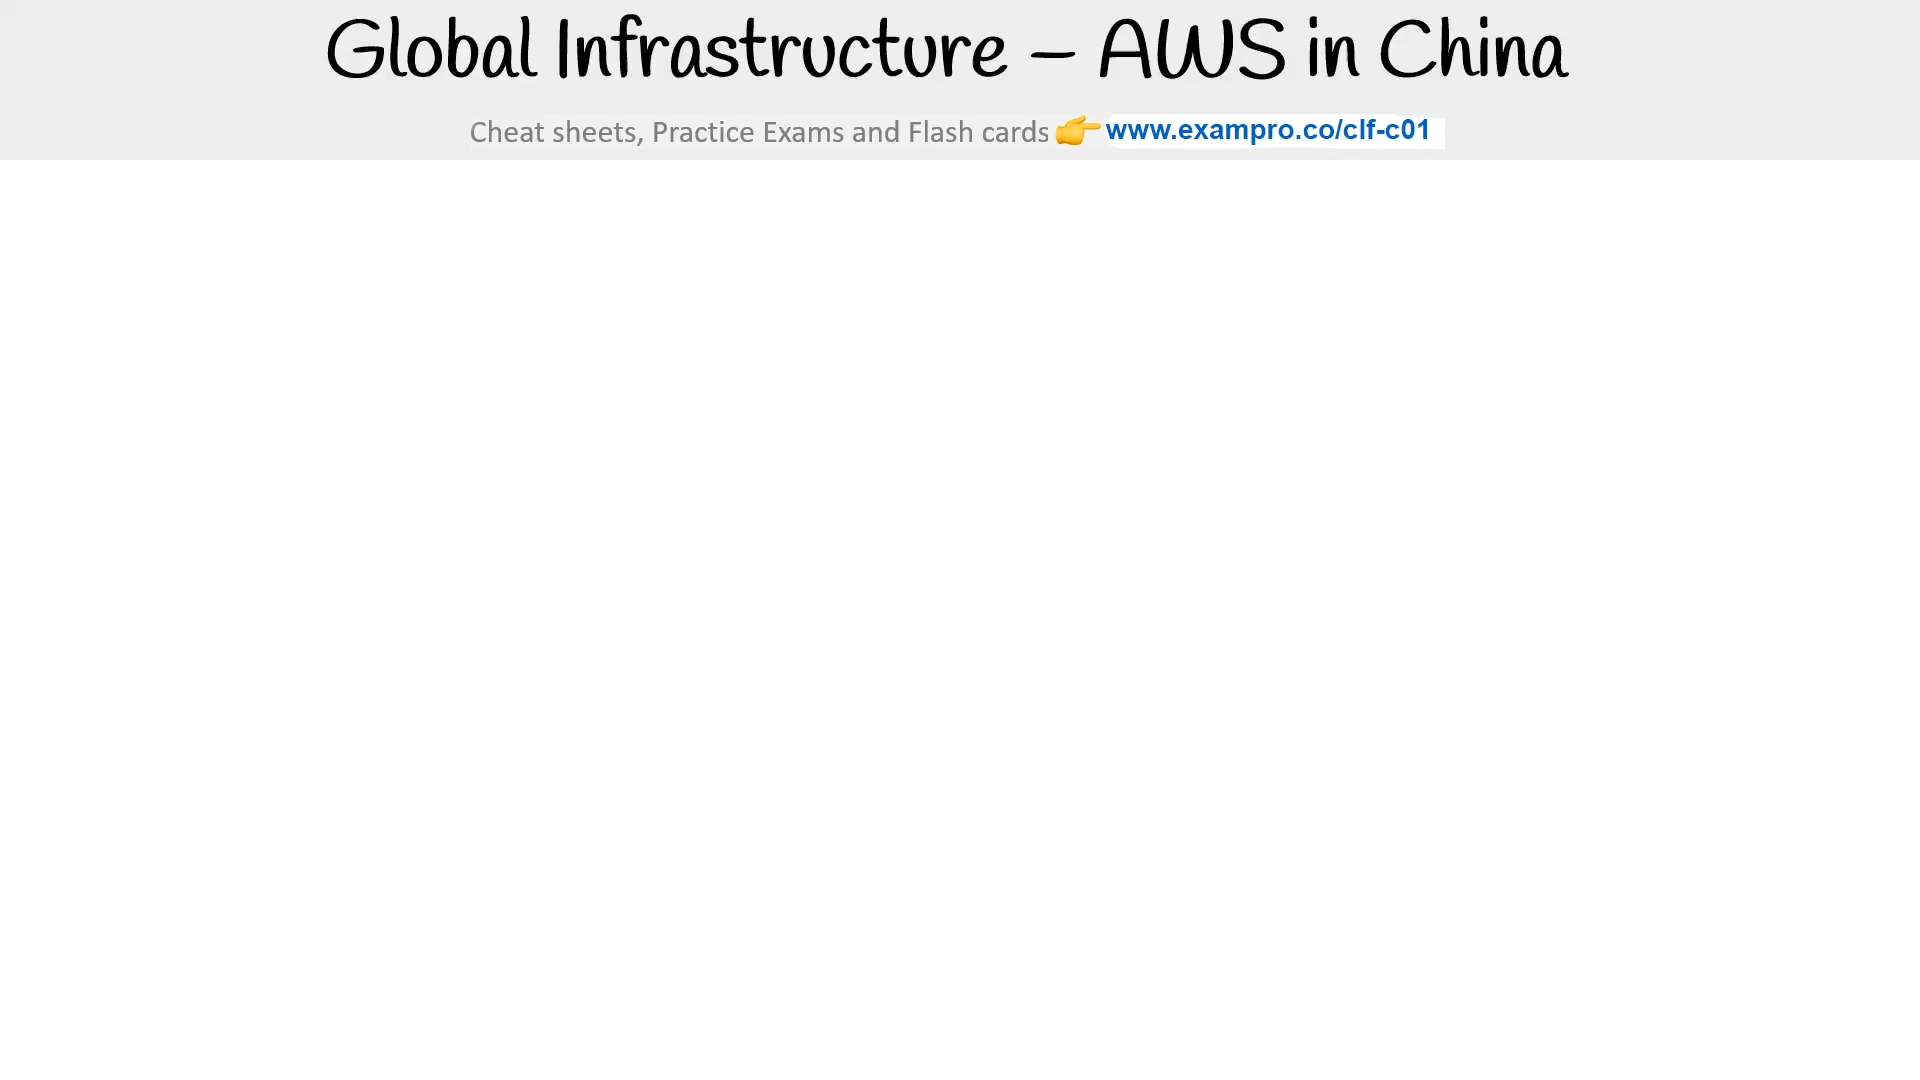 Global Infrastructure – AWS in China
Cheat sheets, Practice Exams and Flash cards 👉 www.exampro.co/clf-c01